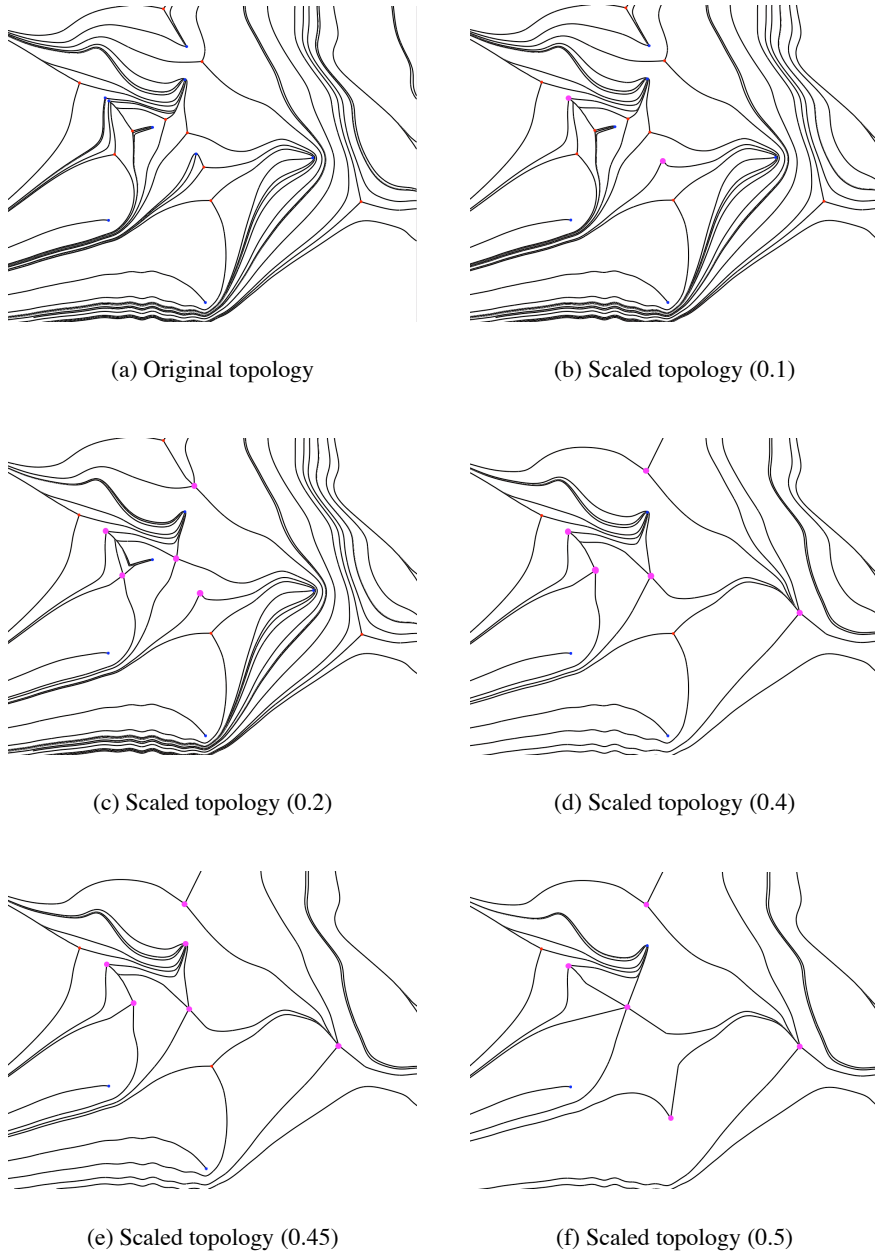 (a) Original topology
(b) Scaled topology (0.1)
(c) Scaled topology (0.2)
(d) Scaled topology (0.4)
(e) Scaled topology (0.45)
(f) Scaled topology (0.5)